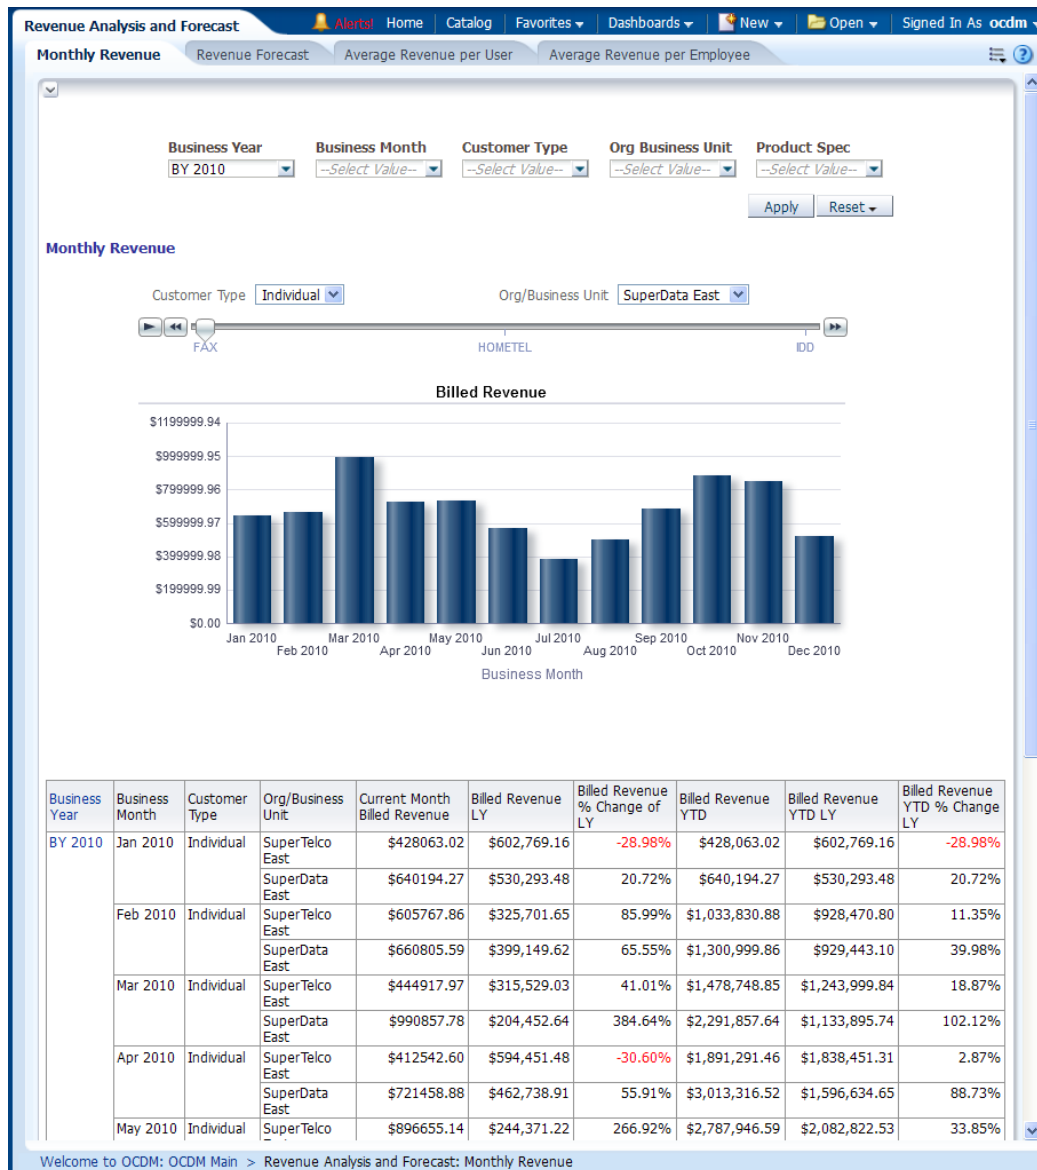 Revenue Analysis and Forecast
Alerts! Home Catalog Favorites Dashboards New Open Signed In As ocdm
Monthly Revenue Revenue Forecast Average Revenue per User Average Revenue per Employee
Business Year Business Month Customer Type Org Business Unit Product Spec
BY 2010 --Select Value-- --Select Value-- --Select Value-- --Select Value--
Apply Reset
Monthly Revenue
Customer Type Individual Org/Business Unit SuperData East
FAX HOMETEL IDD
Billed Revenue
$1199999.94
$999999.95
$799999.96
$599999.97
$399999.98
$199999.99
$0.00
Jan 2010 Feb 2010 Mar 2010 Apr 2010 May 2010 Jun 2010 Jul 2010 Aug 2010 Sep 2010 Oct 2010 Nov 2010 Dec 2010
Business Month
Business Year Business Month Customer Type Org/Business Unit Current Month Billed Revenue Billed Revenue LY Billed Revenue % Change of LY Billed Revenue YTD Billed Revenue YTD LY Billed Revenue YTD % Change LY
BY 2010 Jan 2010 Individual SuperTelco East $428063.02 $602,769.16 -28.98% $428,063.02 $602,769.16 -28.98%
SuperData East $640194.27 $530,293.48 20.72% $640,194.27 $530,293.48 20.72%
Feb 2010 Individual SuperTelco East $605767.86 $325,701.65 85.99% $1,033,830.88 $928,470.80 11.35%
SuperData East $660805.59 $399,149.62 65.55% $1,300,999.86 $929,443.10 39.98%
Mar 2010 Individual SuperTelco East $444917.97 $315,529.03 41.01% $1,478,748.85 $1,243,999.84 18.87%
SuperData East $990857.78 $204,452.64 384.64% $2,291,857.64 $1,133,895.74 102.12%
Apr 2010 Individual SuperTelco East $412542.60 $594,451.48 -30.60% $1,891,291.46 $1,838,451.31 2.87%
SuperData East $721458.88 $462,738.91 55.91% $3,013,316.52 $1,596,634.65 88.73%
May 2010 Individual SuperTelco $896655.14 $244,371.22 266.92% $2,787,946.59 $2,082,822.53 33.85%
Welcome to OCDM: OCDM Main > Revenue Analysis and Forecast: Monthly Revenue